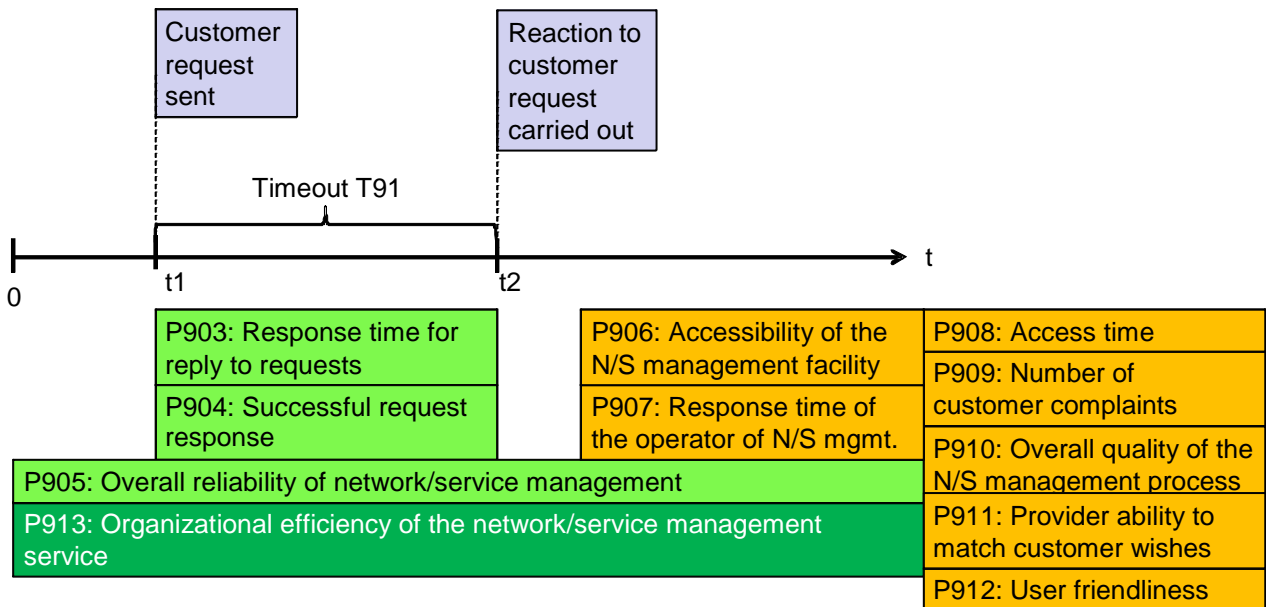 Customer
request
sent
Reaction to
customer
request
carried out
Timeout T91
t
t1
t2
0
P903: Response time for
reply to requests
P904: Successful request
response
P905: Overall reliability of network/service management
P913: Organizational efficiency of the network/service management
service
P906: Accessibility of the
N/S management facility
P907: Response time of
the operator of N/S mgmt.
P908: Access time
P909: Number of
customer complaints
P910: Overall quality of the
N/S management process
P911: Provider ability to
match customer wishes
P912: User friendliness